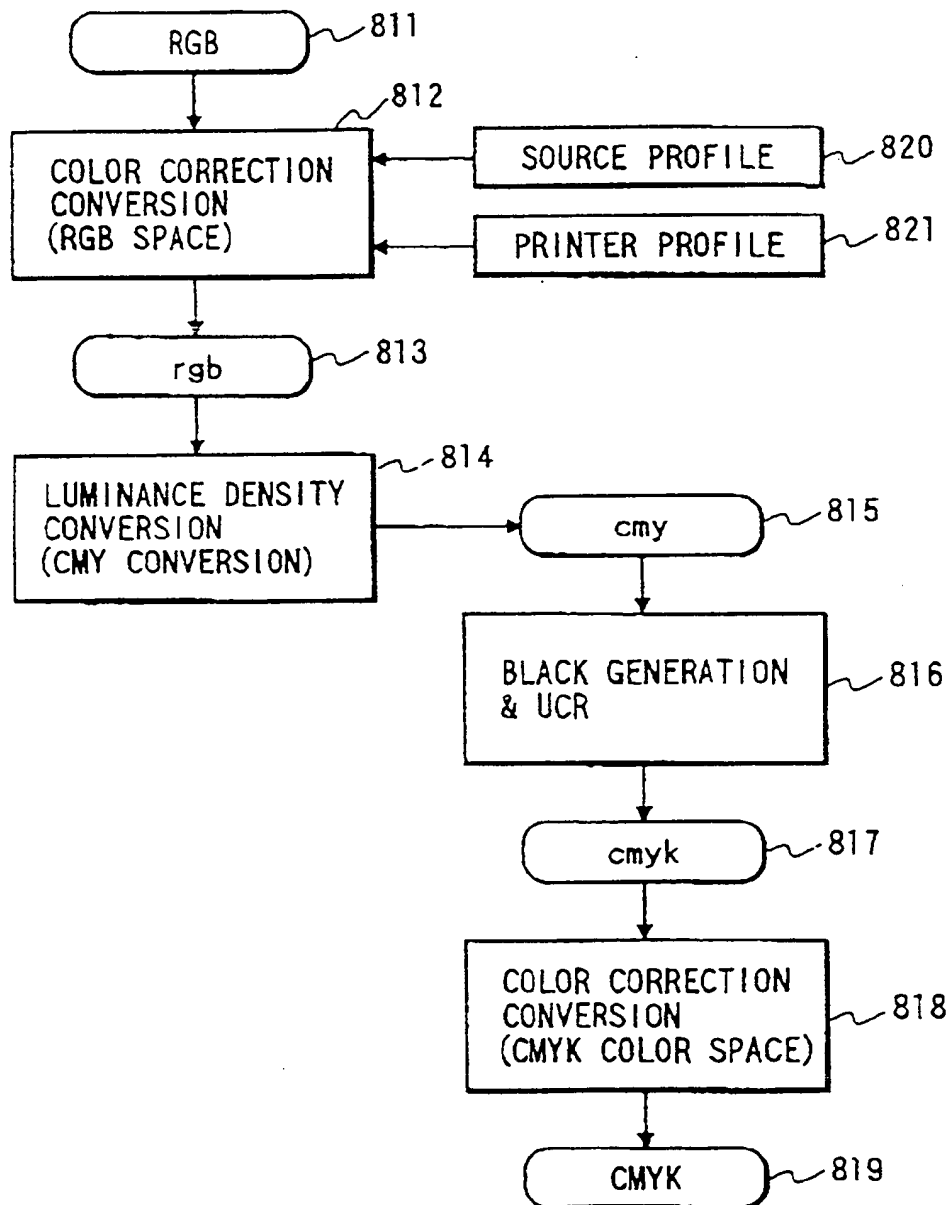 RGB
811
812
COLOR CORRECTION
CONVERSION
(RGB SPACE)
SOURCE PROFILE
820
PRINTER PROFILE
821
rgb
813
814
LUMINANCE DENSITY
CONVERSION
(CMY CONVERSION)
cmy
815
BLACK GENERATION
& UCR
816
cmyk
817
COLOR CORRECTION
CONVERSION
(CMYK COLOR SPACE)
818
CMYK
819